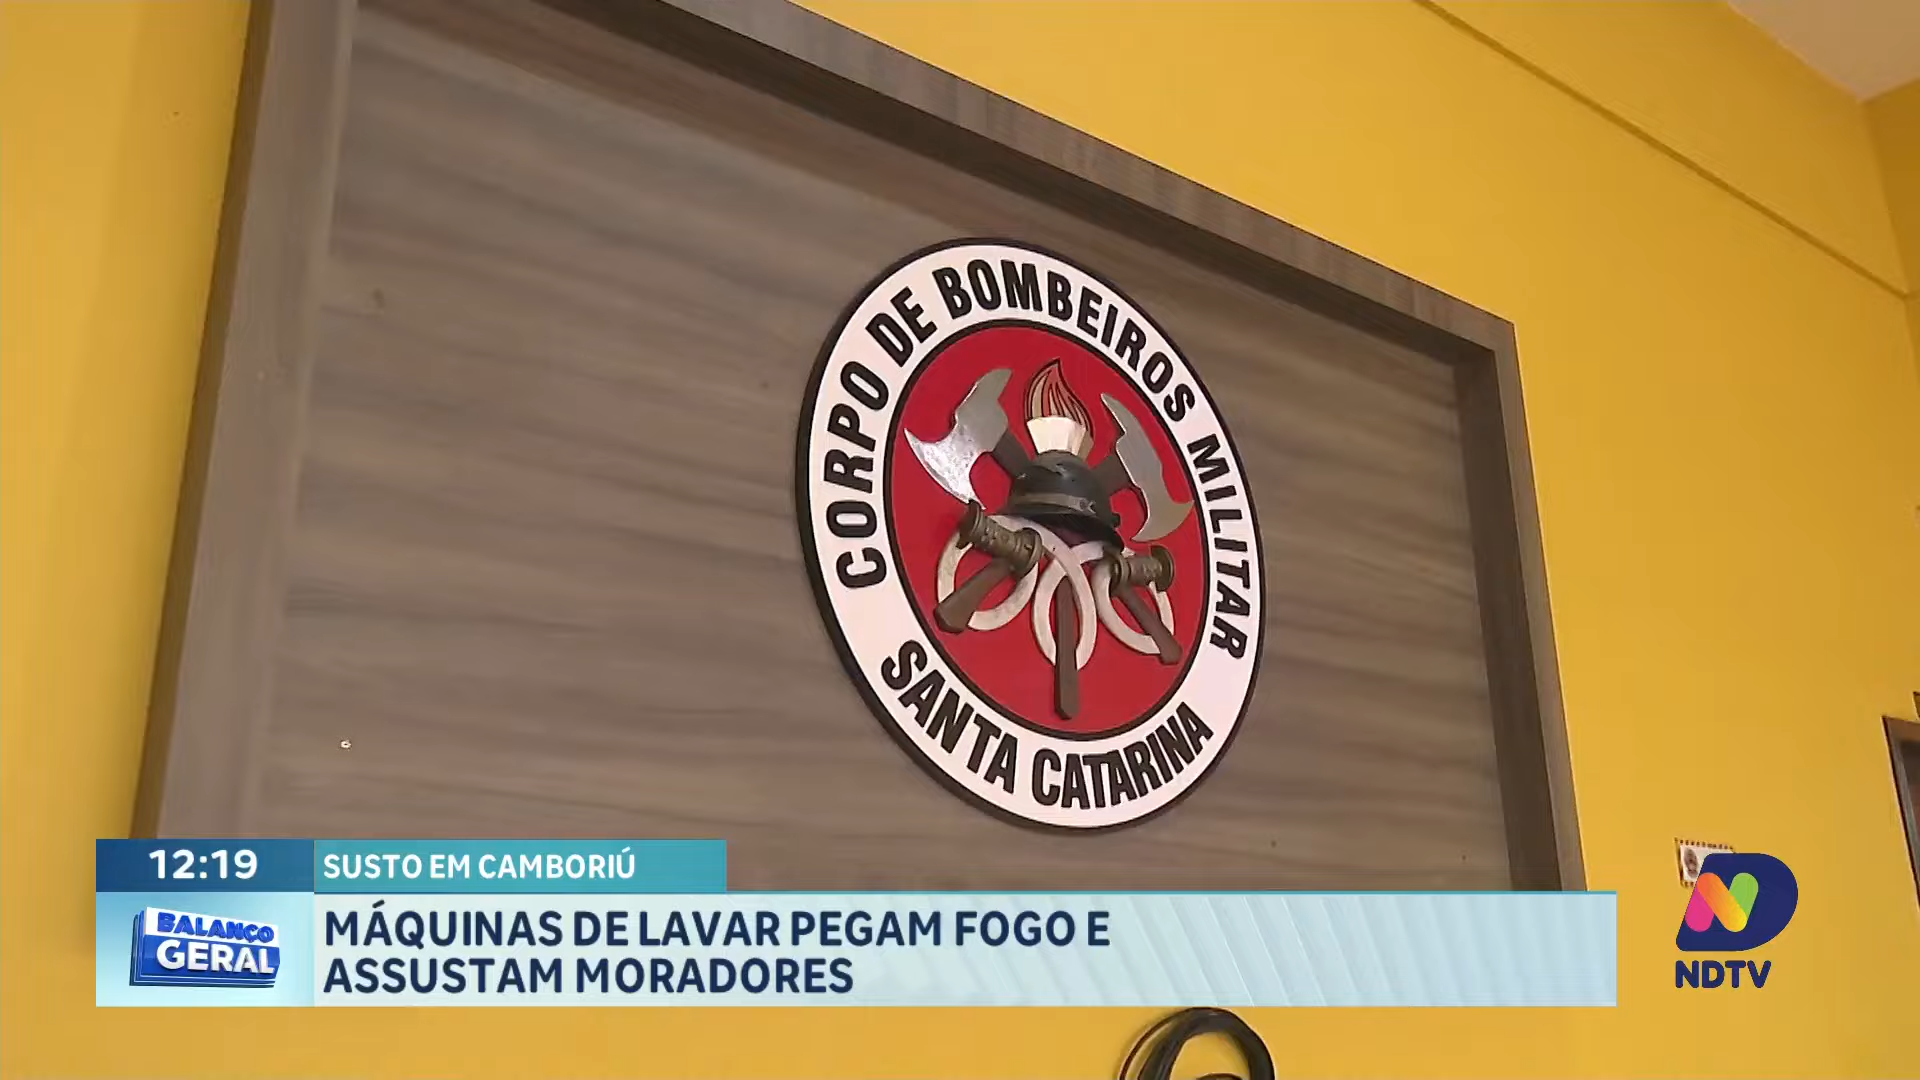 CORPO DE BOMBEIROS MILITAR
SANTA CATARINA
12:19
SUSTO EM CAMBORIÚ
BALANÇO
GERAL
MÁQUINAS DE LAVAR PEGAM FOGO E
ASSUSTAM MORADORES
N
NDTV